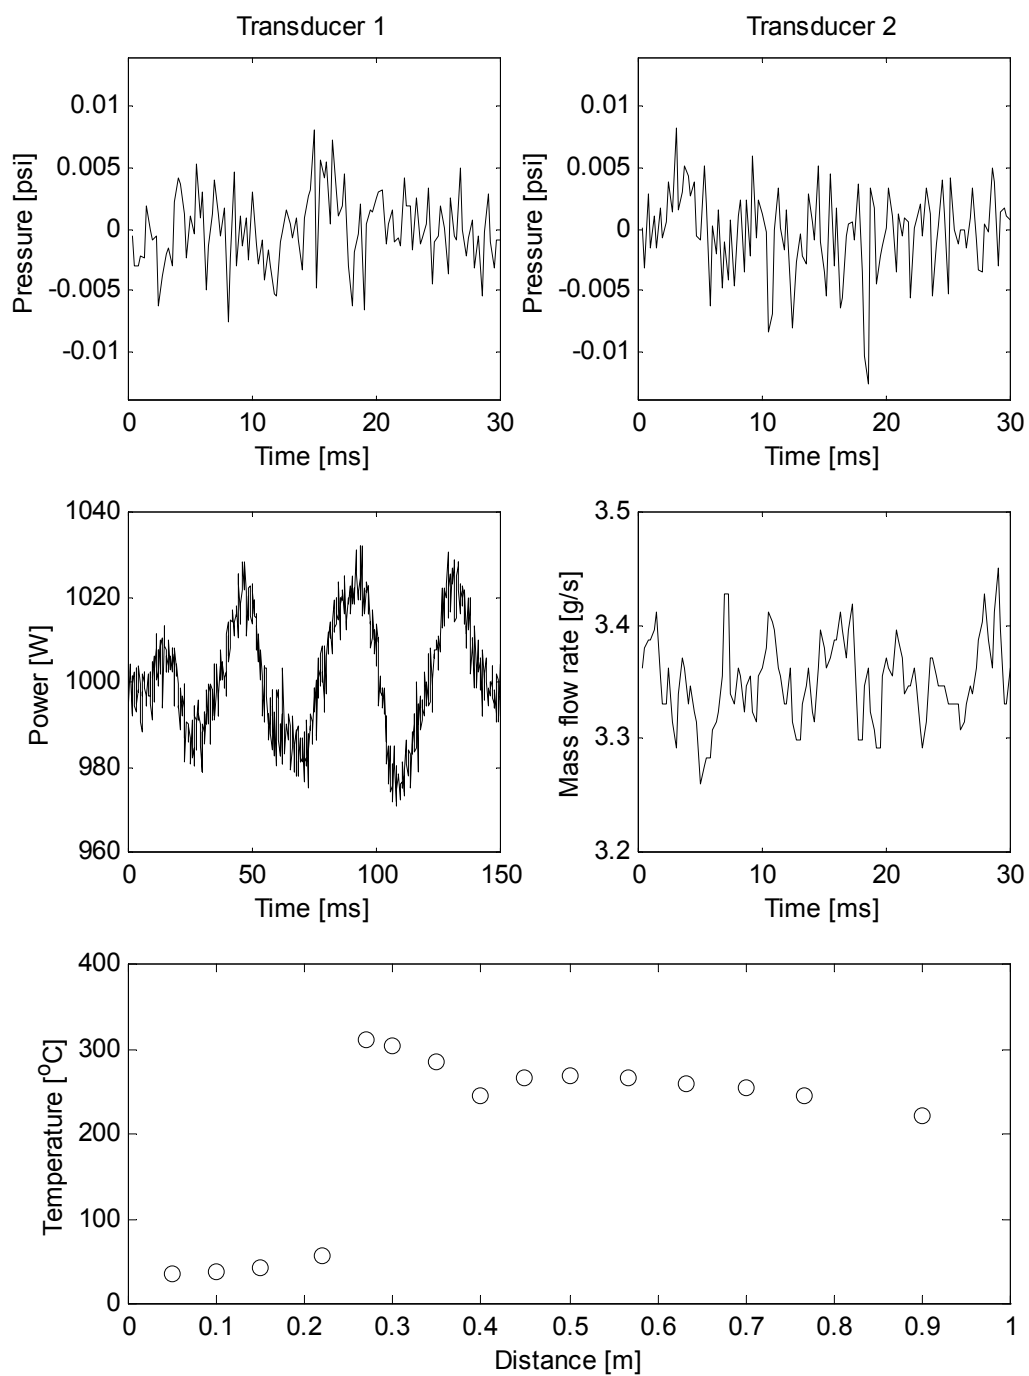 Transducer 1
Transducer 2
0.01
0.005
0
-0.005
-0.01
Pressure [psi]
0 10 20 30
Time [ms]
0.01
0.005
0
-0.005
-0.01
Pressure [psi]
0 10 20 30
Time [ms]
1040
1020
1000
980
960
Power [W]
0 50 100 150
Time [ms]
3.5
3.4
3.3
3.2
Mass flow rate [g/s]
0 10 20 30
Time [ms]
400
300
200
100
0
Temperature [°C]
0 0.1 0.2 0.3 0.4 0.5 0.6 0.7 0.8 0.9 1
Distance [m]